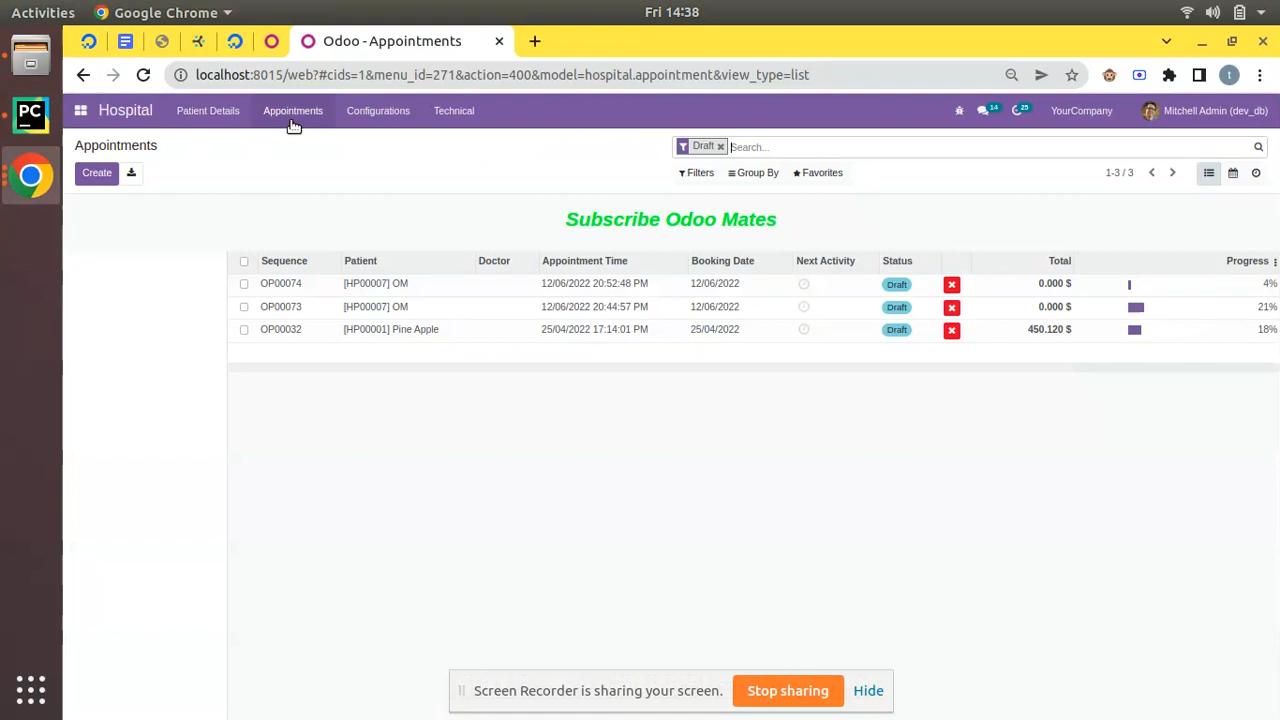 Activities
Google Chrome
Fri 14:38
Odoo - Appointments
localhost:8015/web?#cids=1&menu_id=271&action=400&model=hospital.appointment&view_type=list
t
PC
Hospital
Patient Details
Appointments
Configurations
Technical
14
25
YourCompany
Mitchell Admin (dev_db)
Appointments
Draft
Search...
Create
Filters
Group By
Favorites
1-3 / 3
Subscribe Odoo Mates
Sequence Patient Doctor Appointment Time Booking Date Next Activity Status Total Progress
OP00074 [HP00007] OM 12/06/2022 20:52:48 PM 12/06/2022 Draft 0.000 $ 4%
OP00073 [HP00007] OM 12/06/2022 20:44:57 PM 12/06/2022 Draft 0.000 $ 21%
OP00032 [HP00001] Pine Apple 25/04/2022 17:14:01 PM 25/04/2022 Draft 450.120 $ 18%
Screen Recorder is sharing your screen.
Stop sharing
Hide